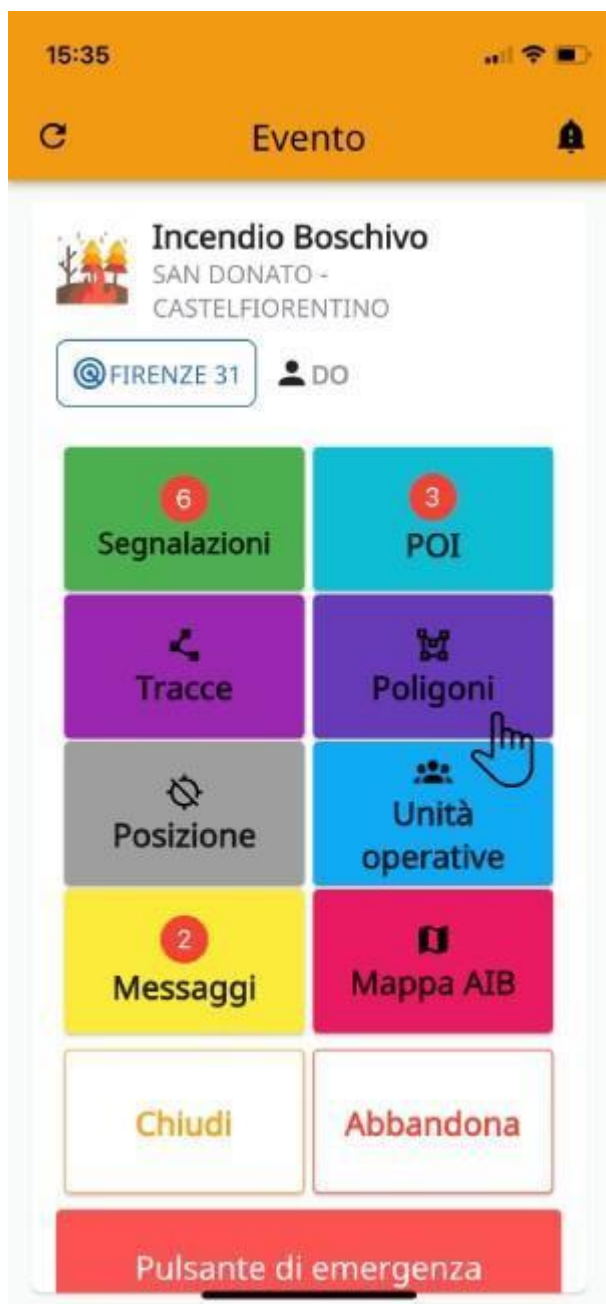 15:35
Evento
Incendio Boschivo
SAN DONATO -
CASTELFIORENTINO
FIRENZE 31 DO
6 3
Segnalazioni POI
Tracce Poligoni
Posizione Unità
operative
2
Messaggi Mappa AIB
Chiudi Abbandona
Pulsante di emergenza